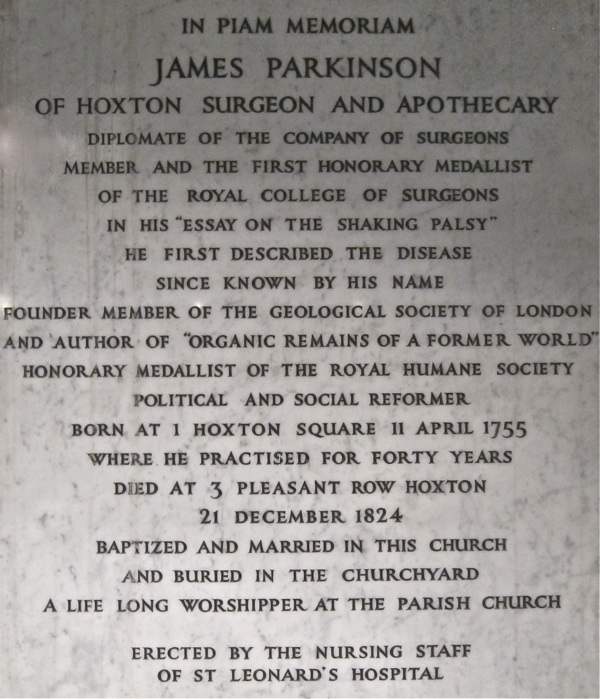 IN PIAM MEMORIAM
JAMES PARKINSON
OF HOXTON SURGEON AND APOTHECARY
DIPLOMATE OF THE COMPANY OF SURGEONS
MEMBER AND THE FIRST HONORARY MEDALLIST
OF THE ROYAL COLLEGE OF SURGEONS
IN HIS "ESSAY ON THE SHAKING PALSY"
HE FIRST DESCRIBED THE DISEASE
SINCE KNOWN BY HIS NAME
FOUNDER MEMBER OF THE GEOLOGICAL SOCIETY OF LONDON
AND AUTHOR OF "ORGANIC REMAINS OF A FORMER WORLD"
HONORARY MEDALLIST OF THE ROYAL HUMANE SOCIETY
POLITICAL AND SOCIAL REFORMER
BORN AT 1 HOXTON SQUARE 11 APRIL 1755
WHERE HE PRACTISED FOR FORTY YEARS
DIED AT 3 PLEASANT ROW HOXTON
21 DECEMBER 1824
BAPTIZED AND MARRIED IN THIS CHURCH
AND BURIED IN THE CHURCHYARD
A LIFE LONG WORSHIPPER AT THE PARISH CHURCH
ERECTED BY THE NURSING STAFF
OF ST LEONARD'S HOSPITAL